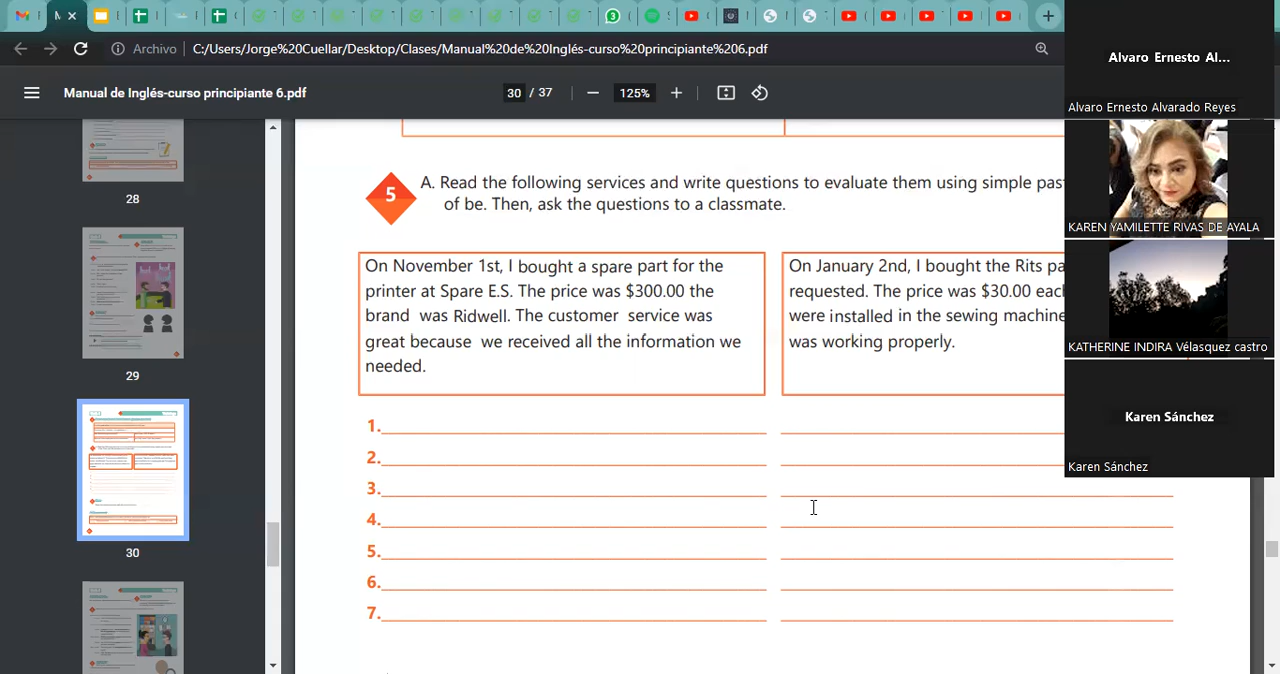 M
3
Archivo
C:/Users/Jorge%20Cuellar/Desktop/Clases/Manual%20de%20Inglés-curso%20principiante%206.pdf
Manual de Inglés-curso principiante 6.pdf
30 / 37
125%
28
29
30
5
A. Read the following services and write questions to evaluate them using simple pas
of be. Then, ask the questions to a classmate.
On November 1st, I bought a spare part for the
printer at Spare E.S. The price was $300.00 the
brand was Ridwell. The customer service was
great because we received all the information we
needed.
On January 2nd, I bought the Rits pa
requested. The price was $30.00 eac
were installed in the sewing machine
was working properly.
1.
2.
3.
4.
5.
6.
7.
Alvaro Ernesto Al...
Alvaro Ernesto Alvarado Reyes
KAREN YAMILETTE RIVAS DE AYALA
KATHERINE INDIRA Vélasquez castro
Karen Sánchez
Karen Sánchez